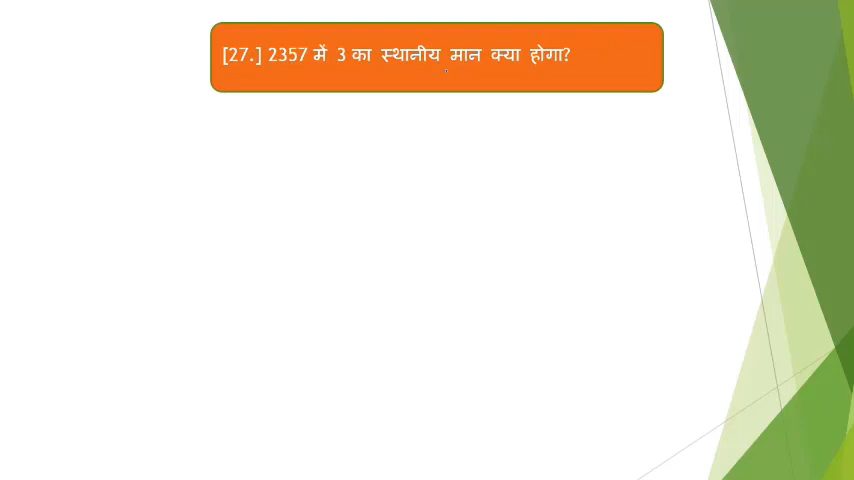 [27.] 2357 में 3 का स्थानीय मान क्या होगा?